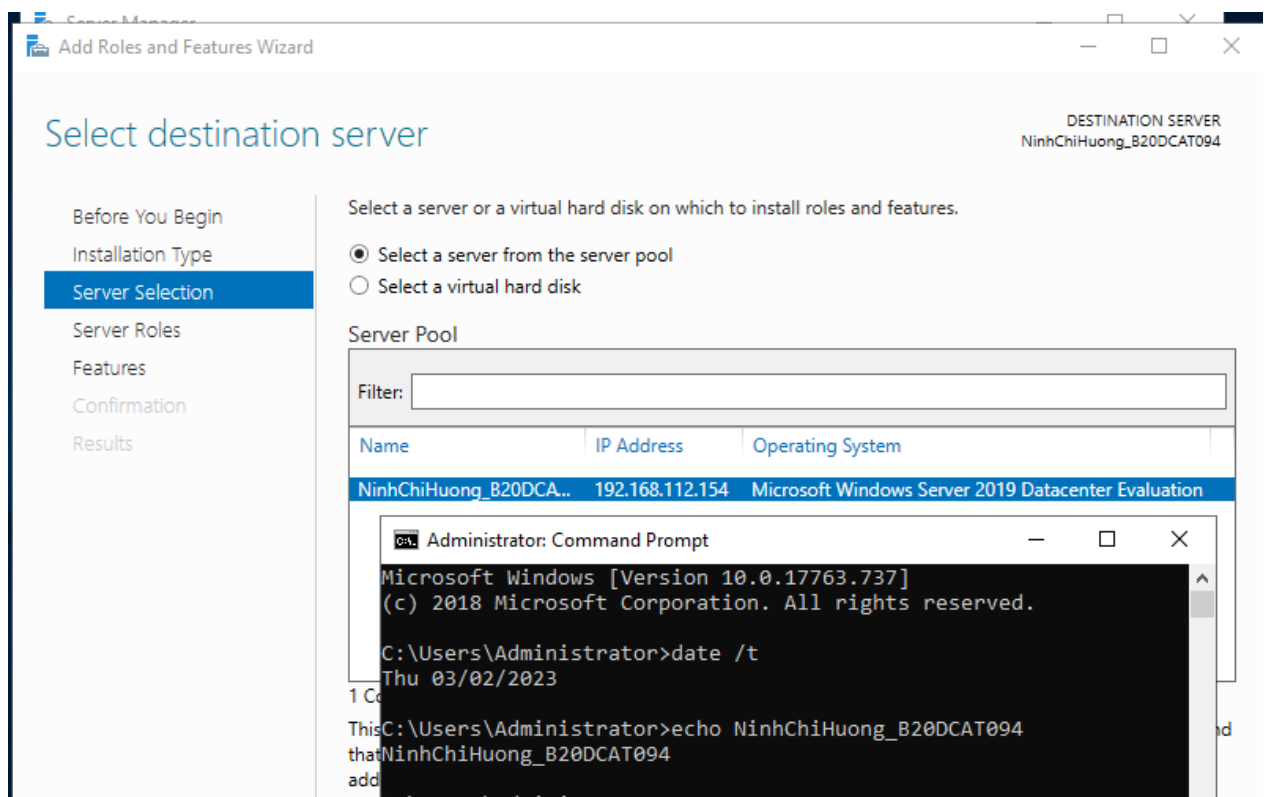 Server Manager
Add Roles and Features Wizard
Select destination server
DESTINATION SERVER
NinhChiHuong_B20DCAT094
Before You Begin
Installation Type
Server Selection
Server Roles
Features
Confirmation
Results
Select a server or a virtual hard disk on which to install roles and features.
Select a server from the server pool
Select a virtual hard disk
Server Pool
Filter:
Name IP Address Operating System
NinhChiHuong_B20DCA... 192.168.112.154 Microsoft Windows Server 2019 Datacenter Evaluation
Administrator: Command Prompt
Microsoft Windows [Version 10.0.17763.737]
(c) 2018 Microsoft Corporation. All rights reserved.
C:\Users\Administrator>date /t
Thu 03/02/2023
1 Co
This
C:\Users\Administrator>echo NinhChiHuong_B20DCAT094
that
NinhChiHuong_B20DCAT094
add